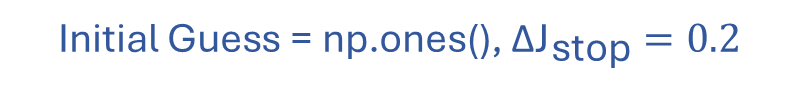 Initial Guess = np.ones(), ΔJstop = 0.2